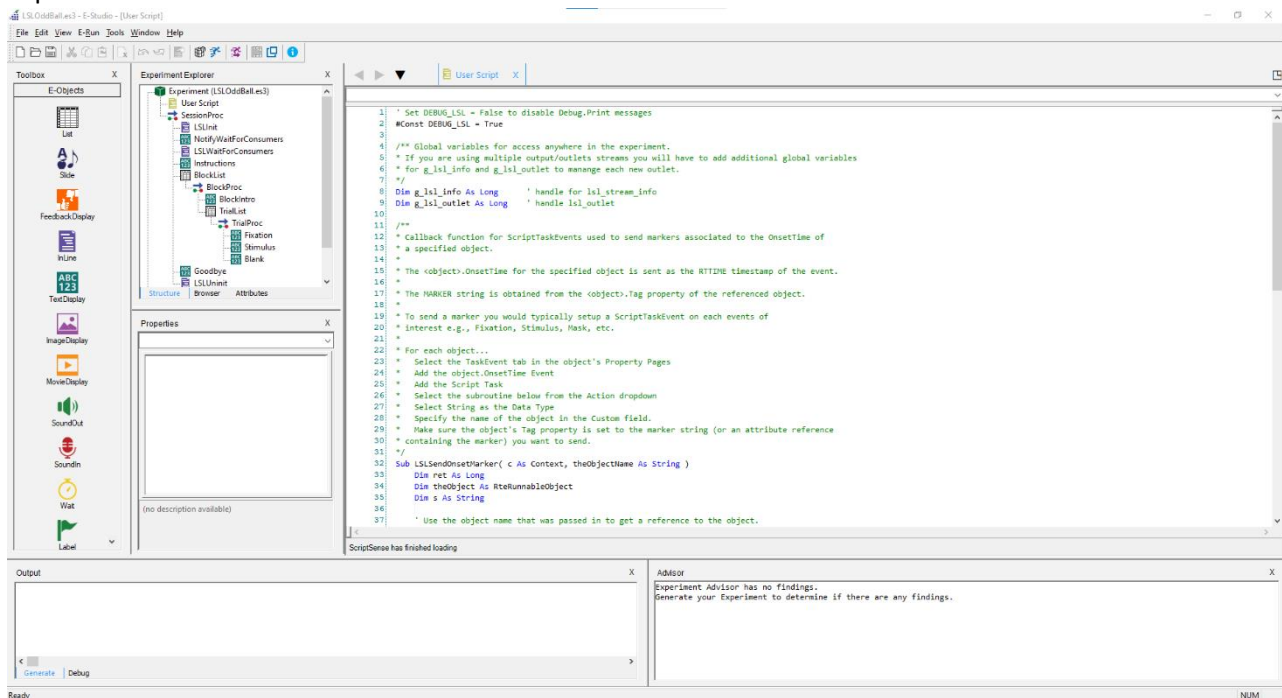 LSLOddBall.es3 - E-Studio - [User Script]
File Edit View E-Run Tools Window Help
Toolbox X
E-Objects
List
Slide
FeedbackDisplay
InLine
ABC
123
TextDisplay
ImageDisplay
MovieDisplay
SoundOut
SoundIn
Wait
Label
Experiment Explorer X
Experiment (LSLOddBall.es3)
User Script
SessionProc
LSLInit
NotifyWaitForConsumers
LSLWaitForConsumers
Instructions
BlockList
BlockProc
BlockIntro
TrialList
TrialProc
Fixation
Stimulus
Blank
Goodbye
LSLUninit
Structure Browser Attributes
Properties X
(no description available)
User Script X
1 ' Set DEBUG_LSL = False to disable Debug.Print messages
2 #Const DEBUG_LSL = True
3
4 /** Global variables for access anywhere in the experiment.
5 * If you are using multiple output/outlets streams you will have to add additional global variables
6 * for g_lsl_info and g_lsl_outlet to manange each new outlet.
7 */
8 Dim g_lsl_info As Long ' handle for lsl_stream_info
9 Dim g_lsl_outlet As Long ' handle lsl_outlet
10
11 /**
12 * Callback function for ScriptTaskEvents used to send markers associated to the OnsetTime of
13 * a specified object.
14 *
15 * The <object>.OnsetTime for the specified object is sent as the RTTIME timestamp of the event.
16 *
17 * The MARKER string is obtained from the <object>.Tag property of the referenced object.
18 *
19 * To send a marker you would typically setup a ScriptTaskEvent on each events of
20 * interest e.g., Fixation, Stimulus, Mask, etc.
21 *
22 * For each object...
23 * Select the TaskEvent tab in the object's Property Pages
24 * Add the object.OnsetTime Event
25 * Add the Script Task
26 * Select the subroutine below from the Action dropdown
27 * Select String as the Data Type
28 * Specify the name of the object in the Custom field.
29 * Make sure the object's Tag property is set to the marker string (or an attribute reference
30 * containing the marker) you want to send.
31 */
32 Sub LSLSendOnsetMarker( c As Context, theObjectName As String )
33 Dim ret As Long
34 Dim theObject As RteRunnableObject
35 Dim s As String
36
37 ' Use the object name that was passed in to get a reference to the object.
ScriptSense has finished loading
Output X
Generate Debug
Advisor X
Experiment Advisor has no findings.
Generate your Experiment to determine if there are any findings.
Ready NUM